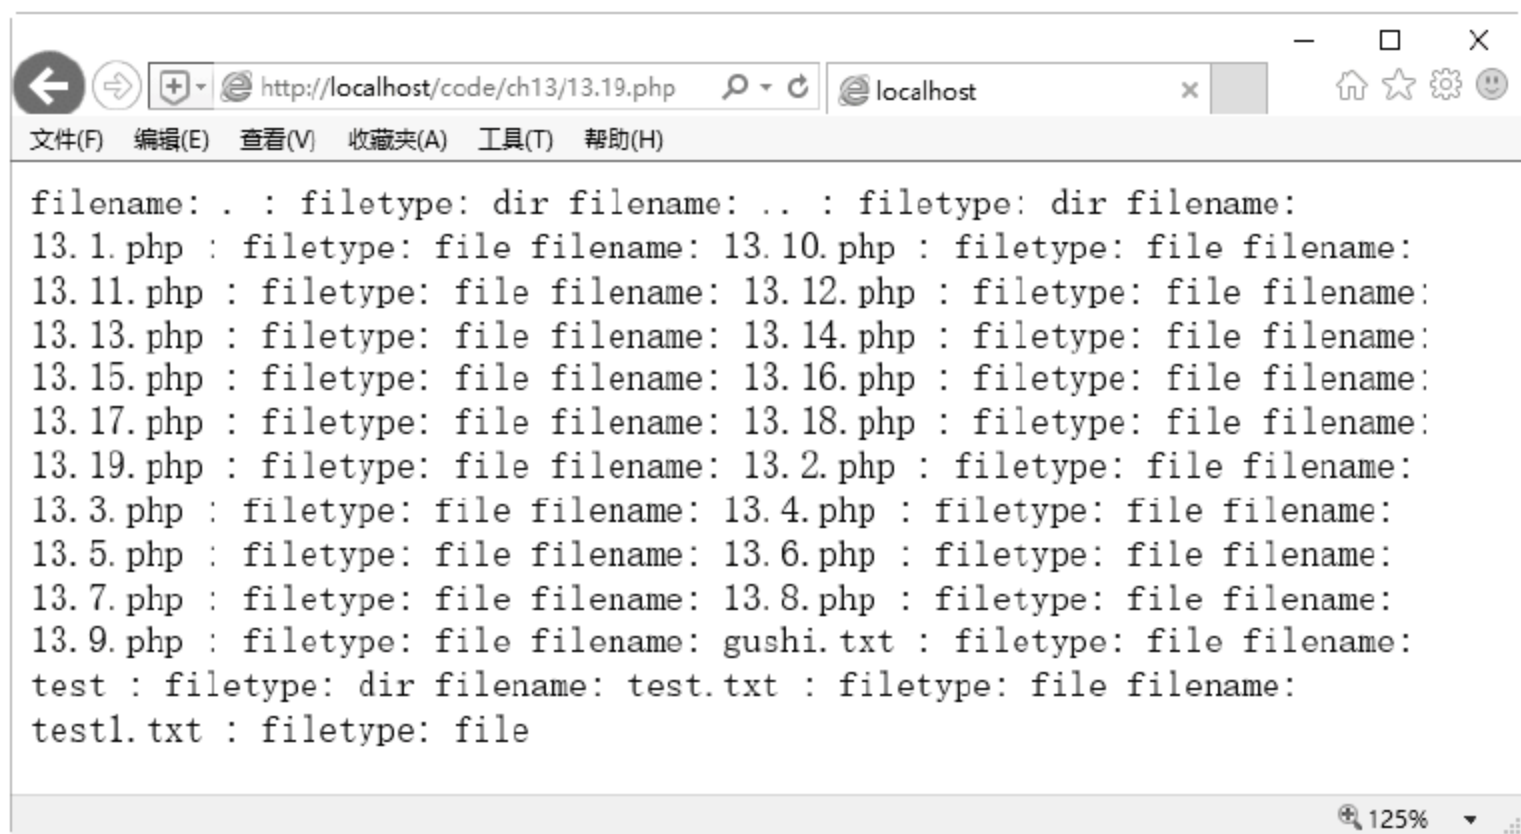 http://localhost/code/ch13/13.19.php
localhost
文件(F) 编辑(E) 查看(V) 收藏夹(A) 工具(T) 帮助(H)
filename: . : filetype: dir filename: .. : filetype: dir filename:
13.1.php : filetype: file filename: 13.10.php : filetype: file filename:
13.11.php : filetype: file filename: 13.12.php : filetype: file filename:
13.13.php : filetype: file filename: 13.14.php : filetype: file filename:
13.15.php : filetype: file filename: 13.16.php : filetype: file filename:
13.17.php : filetype: file filename: 13.18.php : filetype: file filename:
13.19.php : filetype: file filename: 13.2.php : filetype: file filename:
13.3.php : filetype: file filename: 13.4.php : filetype: file filename:
13.5.php : filetype: file filename: 13.6.php : filetype: file filename:
13.7.php : filetype: file filename: 13.8.php : filetype: file filename:
13.9.php : filetype: file filename: gushi.txt : filetype: file filename:
test : filetype: dir filename: test.txt : filetype: file filename:
test1.txt : filetype: file
125%